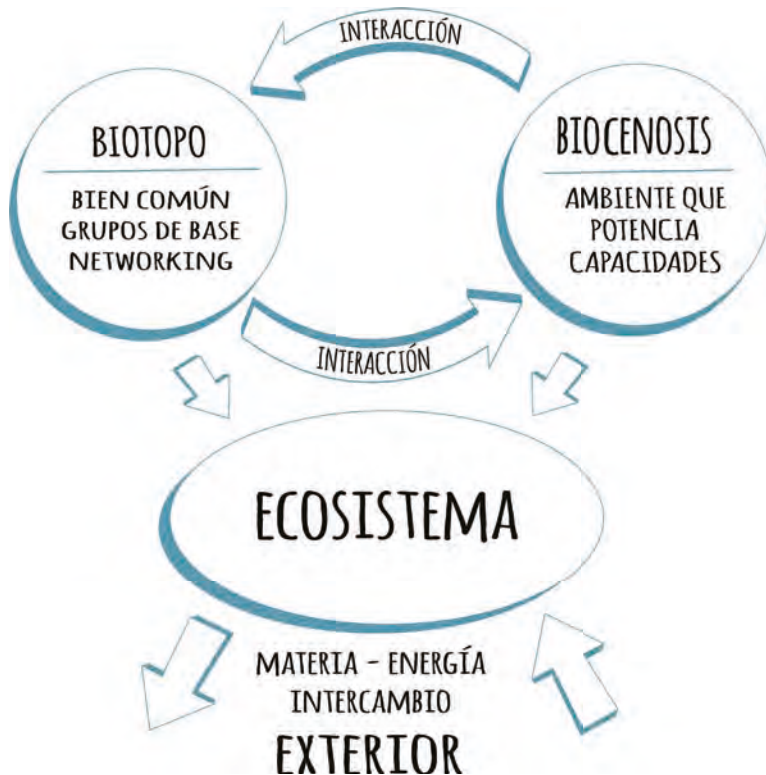 INTERACCIÓN
BIOTOPO
BIEN COMÚN
GRUPOS DE BASE
NETWORKING
BIOCENOSIS
AMBIENTE QUE
POTENCIA
CAPACIDADES
INTERACCIÓN
ECOSISTEMA
MATERIA - ENERGÍA
INTERCAMBIO
EXTERIOR